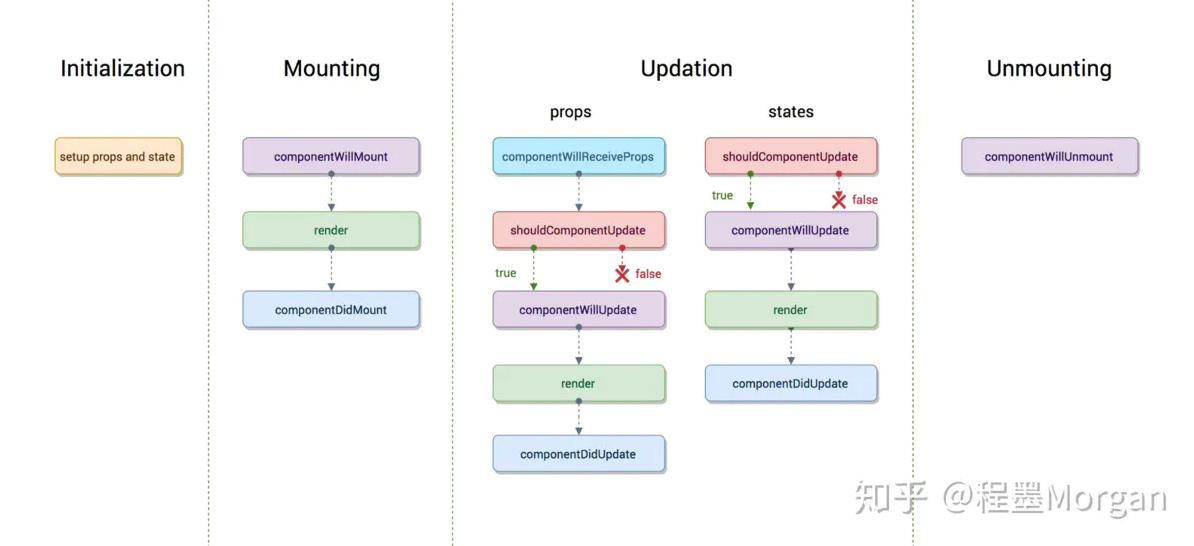 Initialization
Mounting
Updation
Unmounting
props
states
setup props and state
componentWillMount
componentWillReceiveProps
shouldComponentUpdate
componentWillUnmount
true
false
render
shouldComponentUpdate
componentWillUpdate
true
false
componentDidMount
componentWillUpdate
render
render
componentDidUpdate
componentDidUpdate
知乎 @程墨Morgan